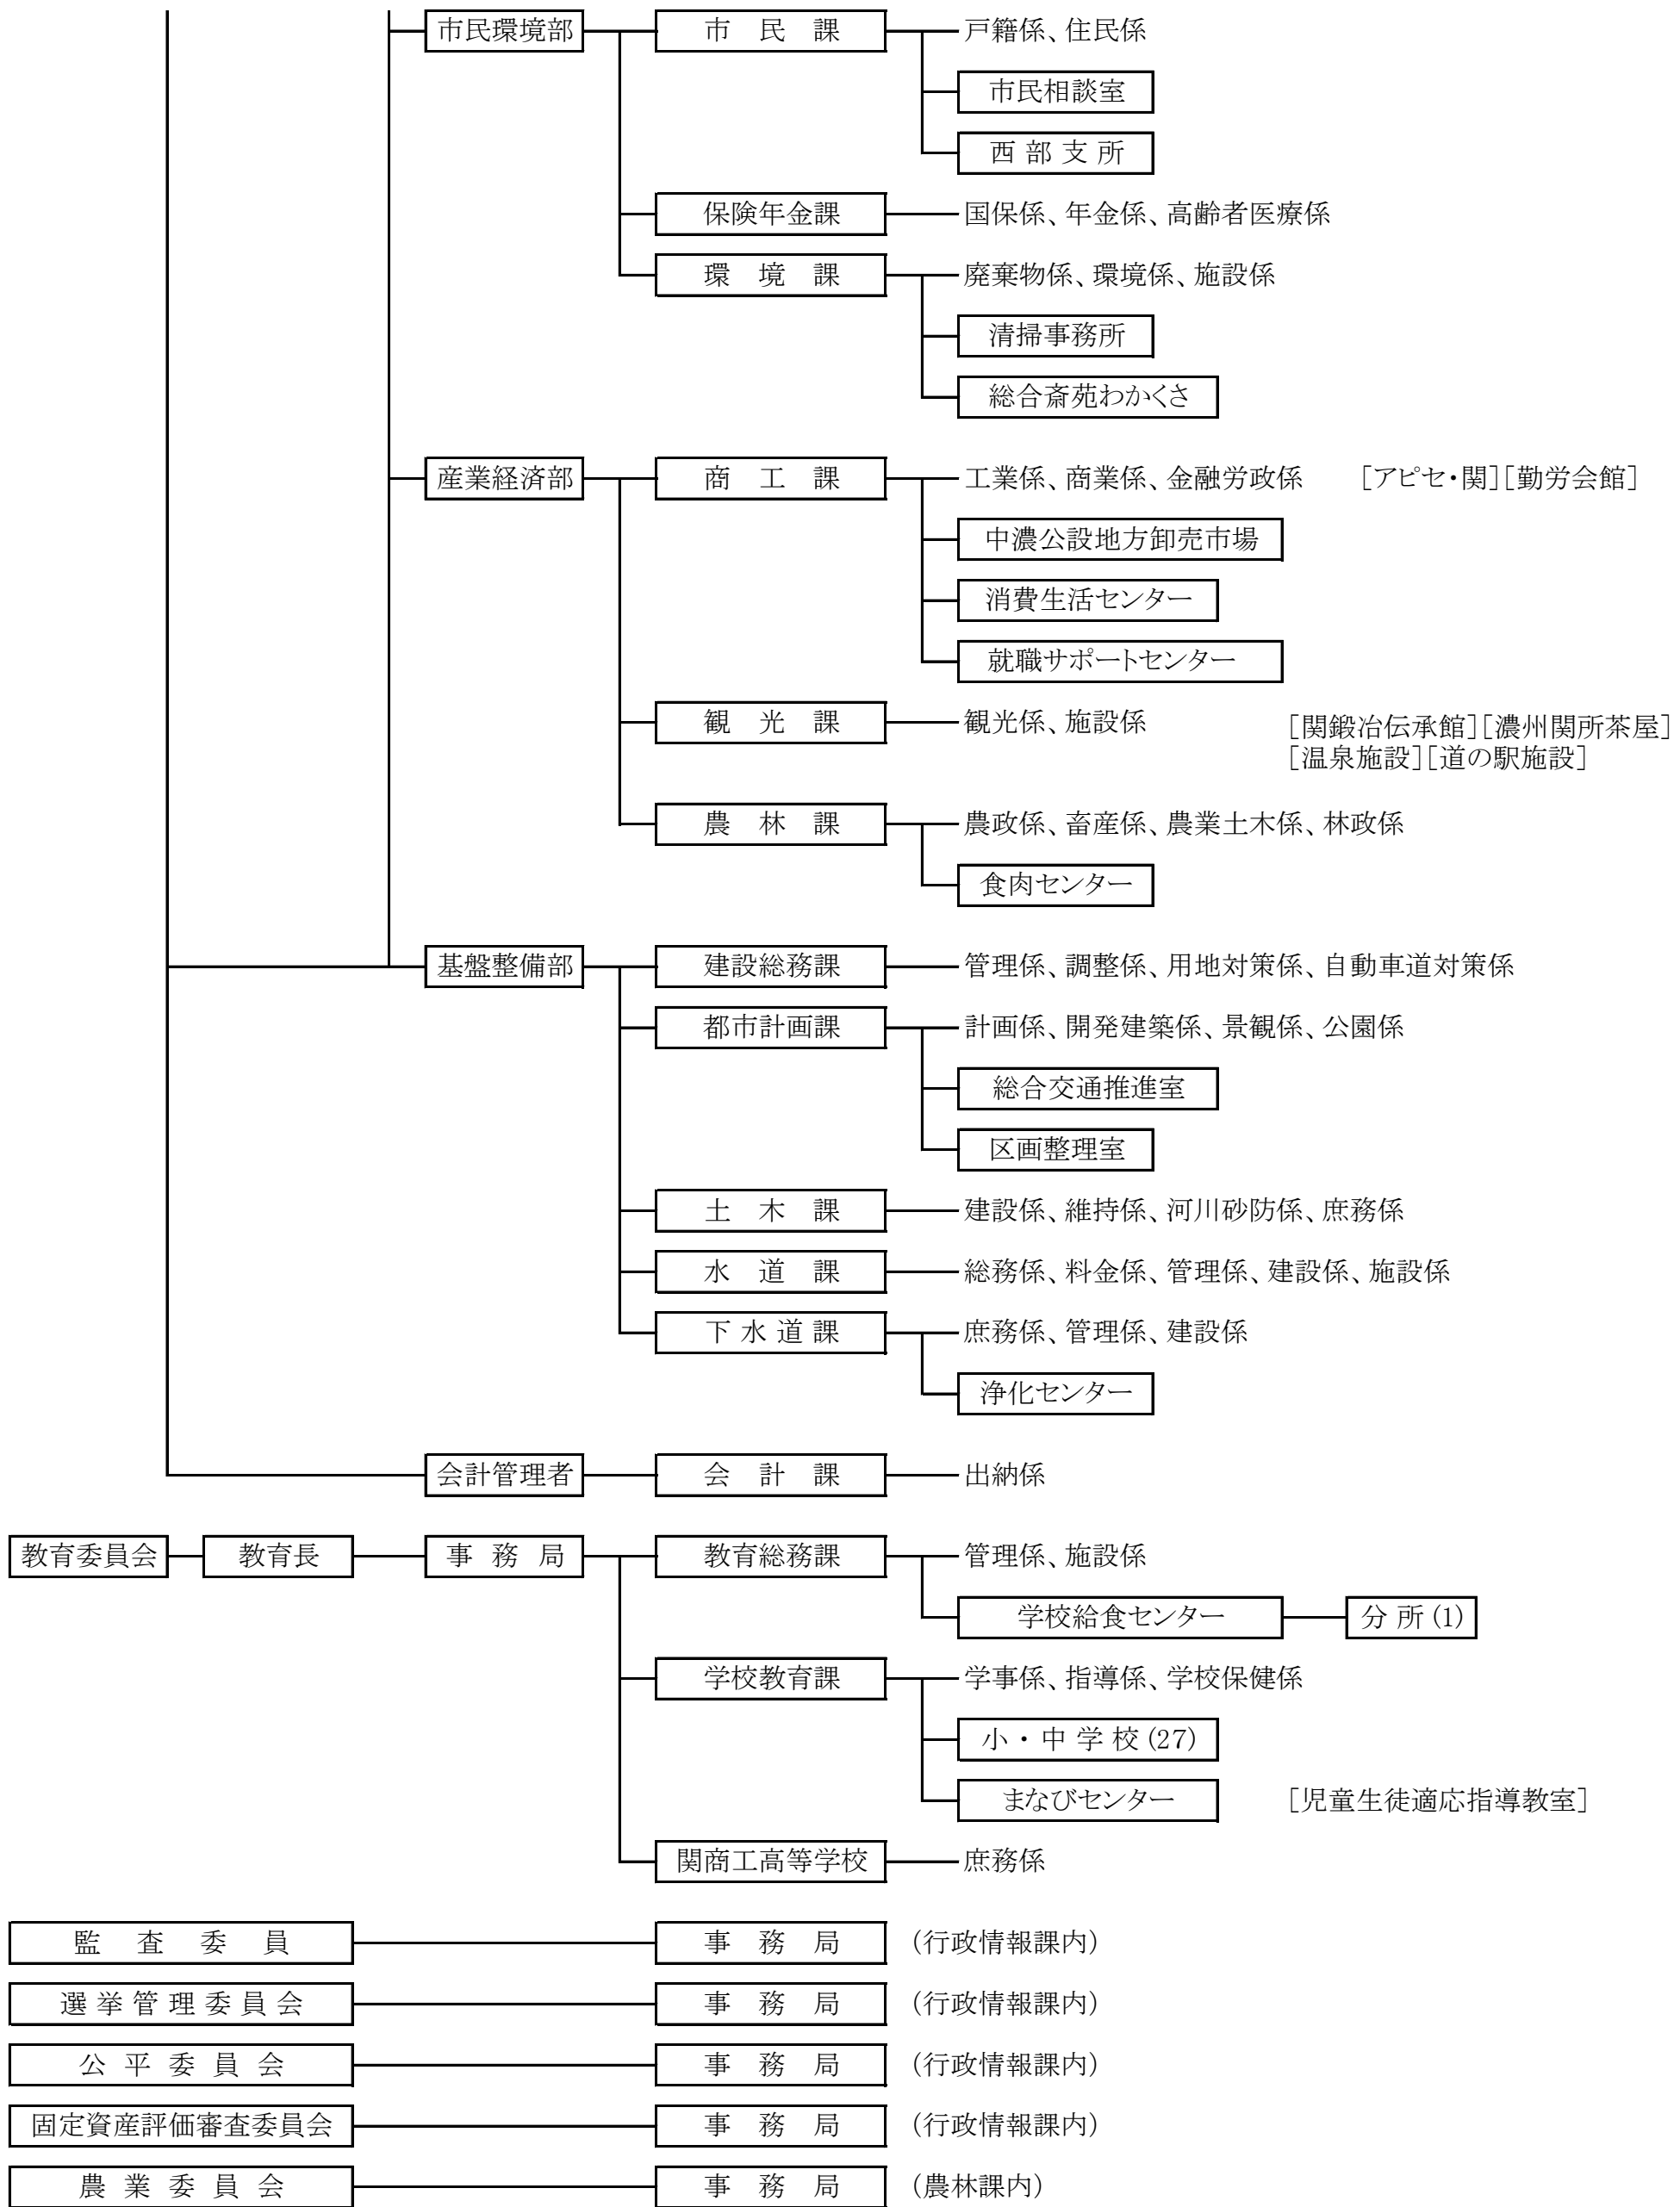 市民環境部 市民課 戸籍係、住民係
市民相談室
西部支所
保険年金課 国保係、年金係、高齢者医療係
環境課 廃棄物係、環境係、施設係
清掃事務所
総合斎苑わかくさ
産業経済部 商工課 工業係、商業係、金融労政係 [アピセ・関][勤労会館]
中濃公設地方卸売市場
消費生活センター
就職サポートセンター
観光課 観光係、施設係 [関鍛冶伝承館][濃州関所茶屋]
[温泉施設][道の駅施設]
農林課 農政係、畜産係、農業土木係、林政係
食肉センター
基盤整備部 建設総務課 管理係、調整係、用地対策係、自動車道対策係
都市計画課 計画係、開発建築係、景観係、公園係
総合交通推進室
区画整理室
土木課 建設係、維持係、河川砂防係、庶務係
水道課 総務係、料金係、管理係、建設係、施設係
下水道課 庶務係、管理係、建設係
浄化センター
会計管理者 会計課 出納係
教育委員会 教育長 事務局 教育総務課 管理係、施設係
学校給食センター 分所(1)
学校教育課 学事係、指導係、学校保健係
小・中学校(27)
まなびセンター [児童生徒適応指導教室]
関商工高等学校 庶務係
監査委員 事務局 (行政情報課内)
選挙管理委員会 事務局 (行政情報課内)
公平委員会 事務局 (行政情報課内)
固定資産評価審査委員会 事務局 (行政情報課内)
農業委員会 事務局 (農林課内)